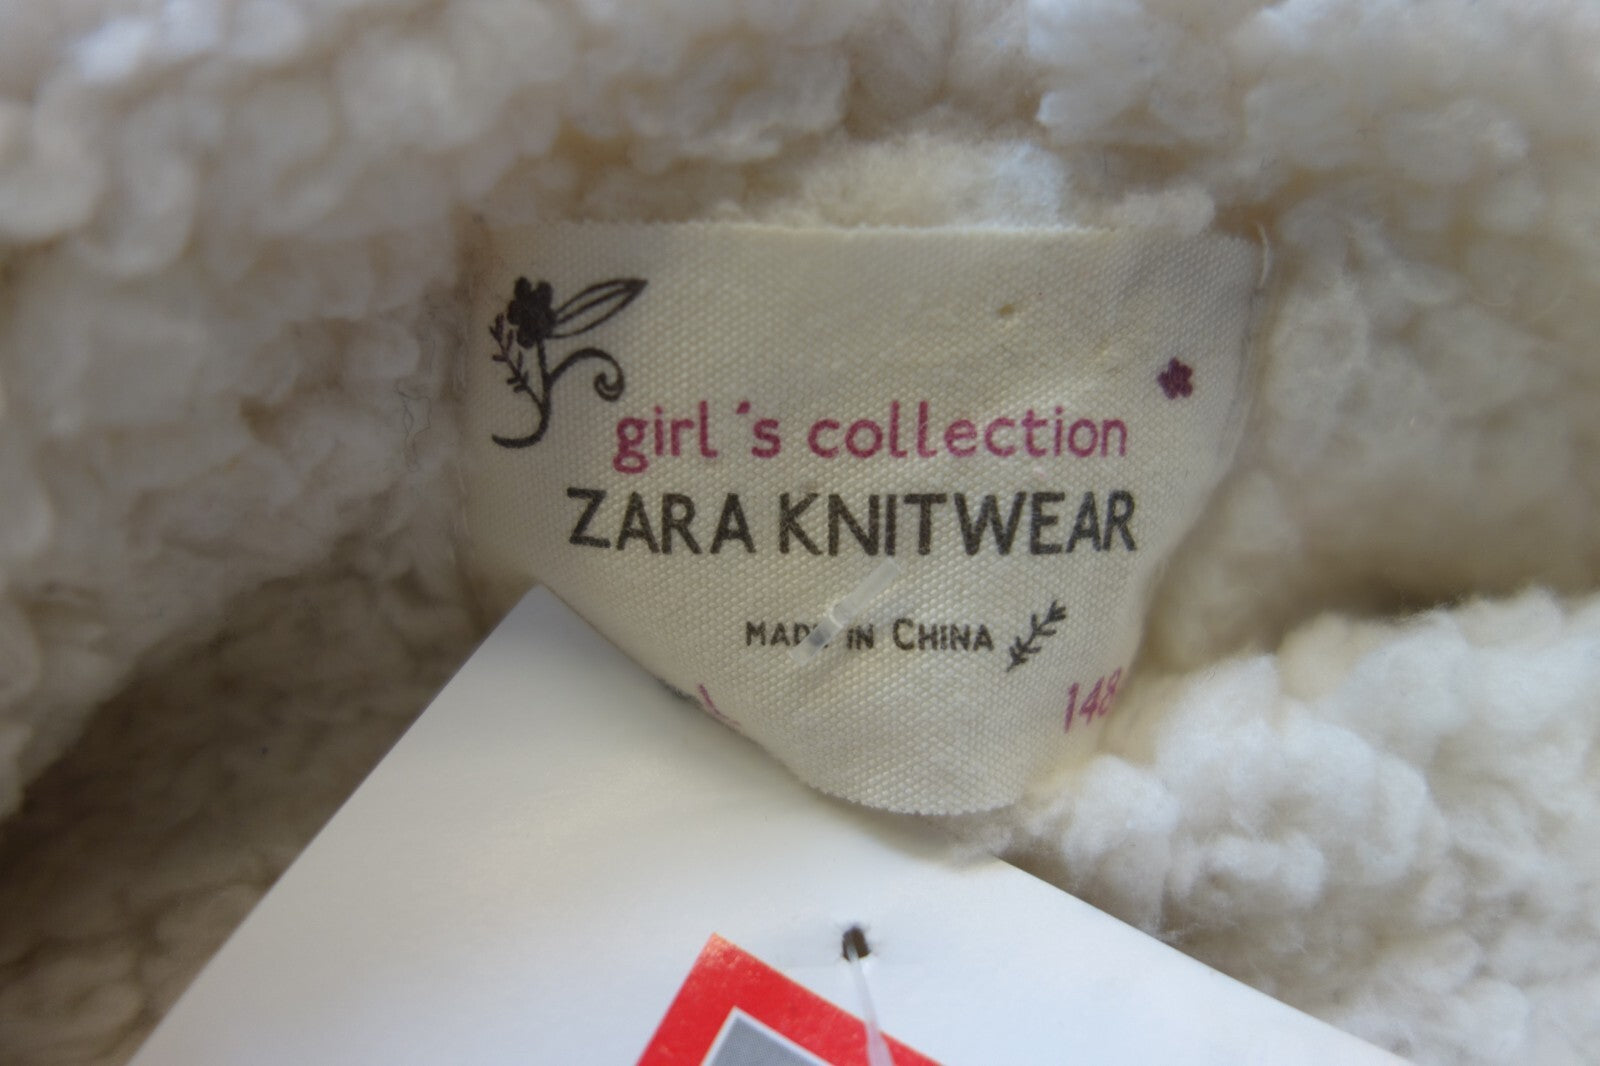 girl´s collection
ZARA KNITWEAR
MADE IN CHINA
148